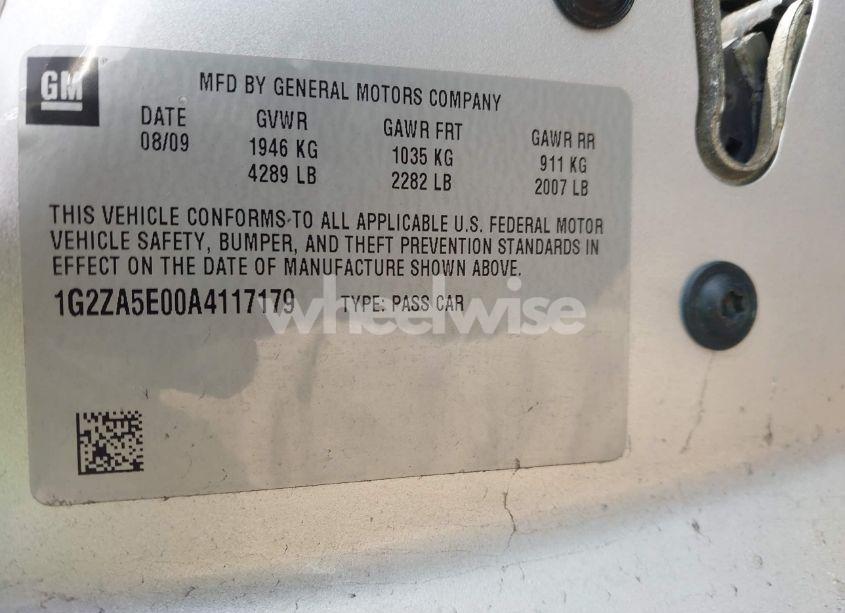 GM
MFD BY GENERAL MOTORS COMPANY
DATE GVWR GAWR FRT GAWR RR
08/09 1946 KG 1035 KG 911 KG
4289 LB 2282 LB 2007 LB
THIS VEHICLE CONFORMS TO ALL APPLICABLE U.S. FEDERAL MOTOR
VEHICLE SAFETY, BUMPER, AND THEFT PREVENTION STANDARDS IN
EFFECT ON THE DATE OF MANUFACTURE SHOWN ABOVE.
1G2ZA5E00A4117179 TYPE: PASS CAR
wheelwise